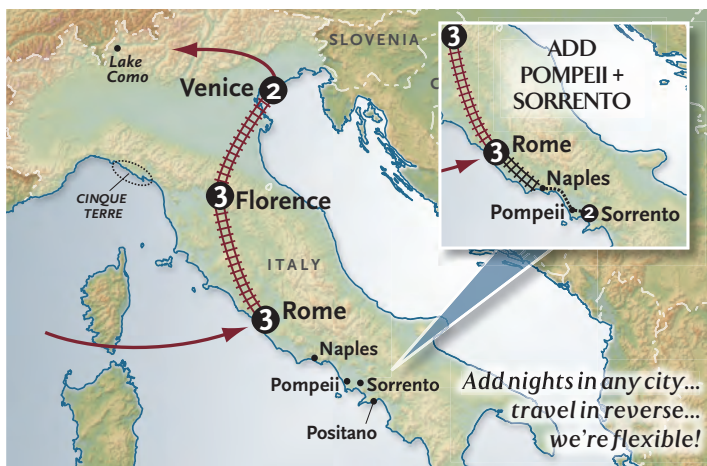 SLOVENIA
Lake
Como
Venice 2
CINQUE
TERRE
3 Florence
ITALY
3 Rome
Naples
Pompeii
Sorrento
Positano
3
ADD
POMPEII +
SORRENTO
3 Rome
Naples
Pompeii
2 Sorrento
Add nights in any city...
travel in reverse...
we're flexible!